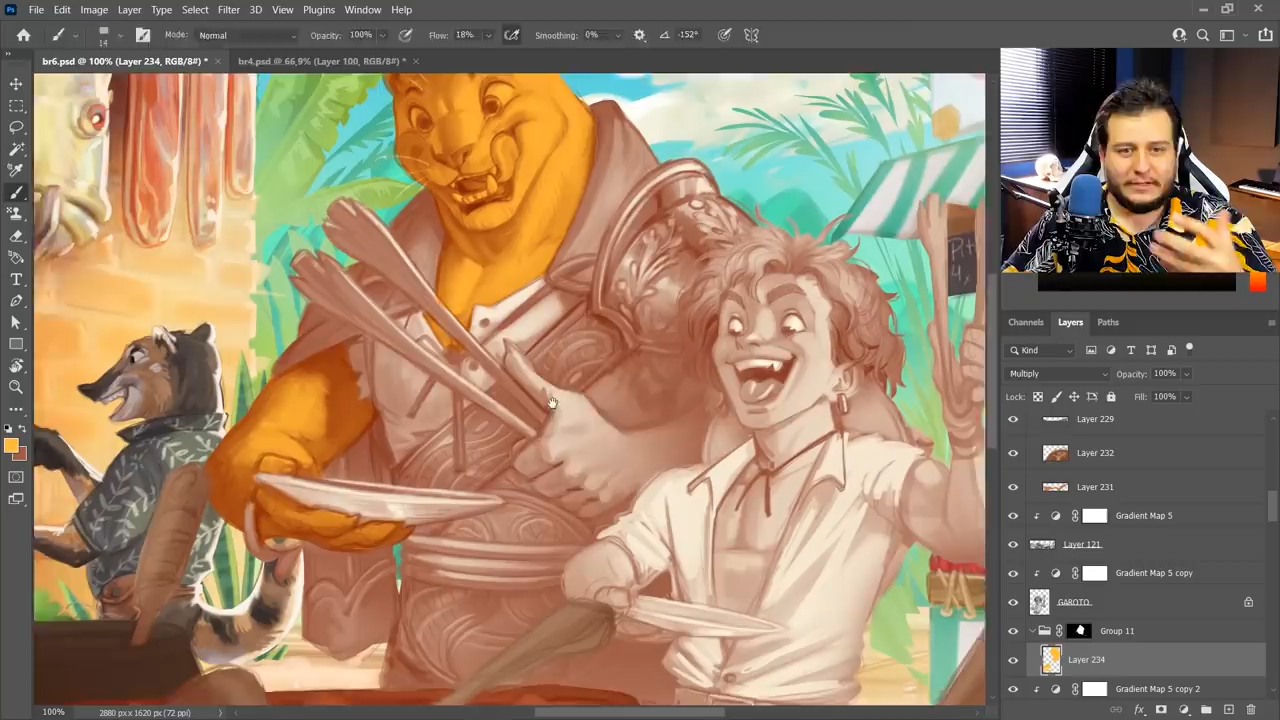 File Edit Image Layer Type Select Filter 3D View Plugins Window Help
14 Mode: Normal Opacity: 100% Flow: 18% Smoothing: 0% -152°
br6.psd @ 100% (Layer 234, RGB/8#) * br4.psd @ 66, % (Layer 100, RGB/8#) *
Channels Layers Paths
Kind
Multiply Opacity: 100%
Lock: Fill: 100%
Layer 229
Layer 232
Layer 231
Gradient Map 5
Layer 121
Gradient Map 5 copy
GAROTO
Group 11
Layer 234
Gradient Map 5 copy 2
100% 2880 px x 1620 px (72 ppi)